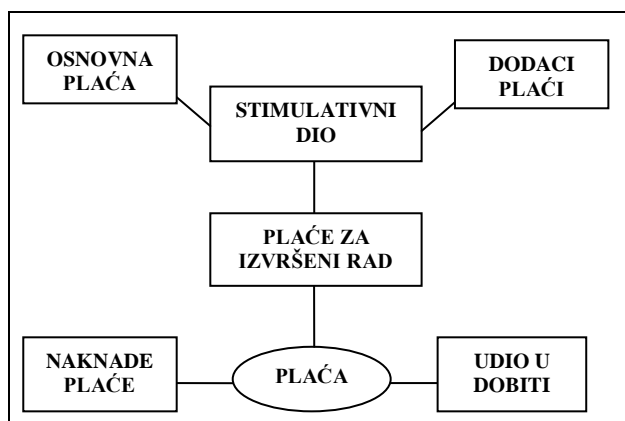 OSNOVNA
PLAĆA
DODACI
PLAĆI
STIMULATIVNI
DIO
PLAĆE ZA
IZVRŠENI RAD
NAKNADE
PLAĆE
PLAĆA
UDIO U
DOBITI